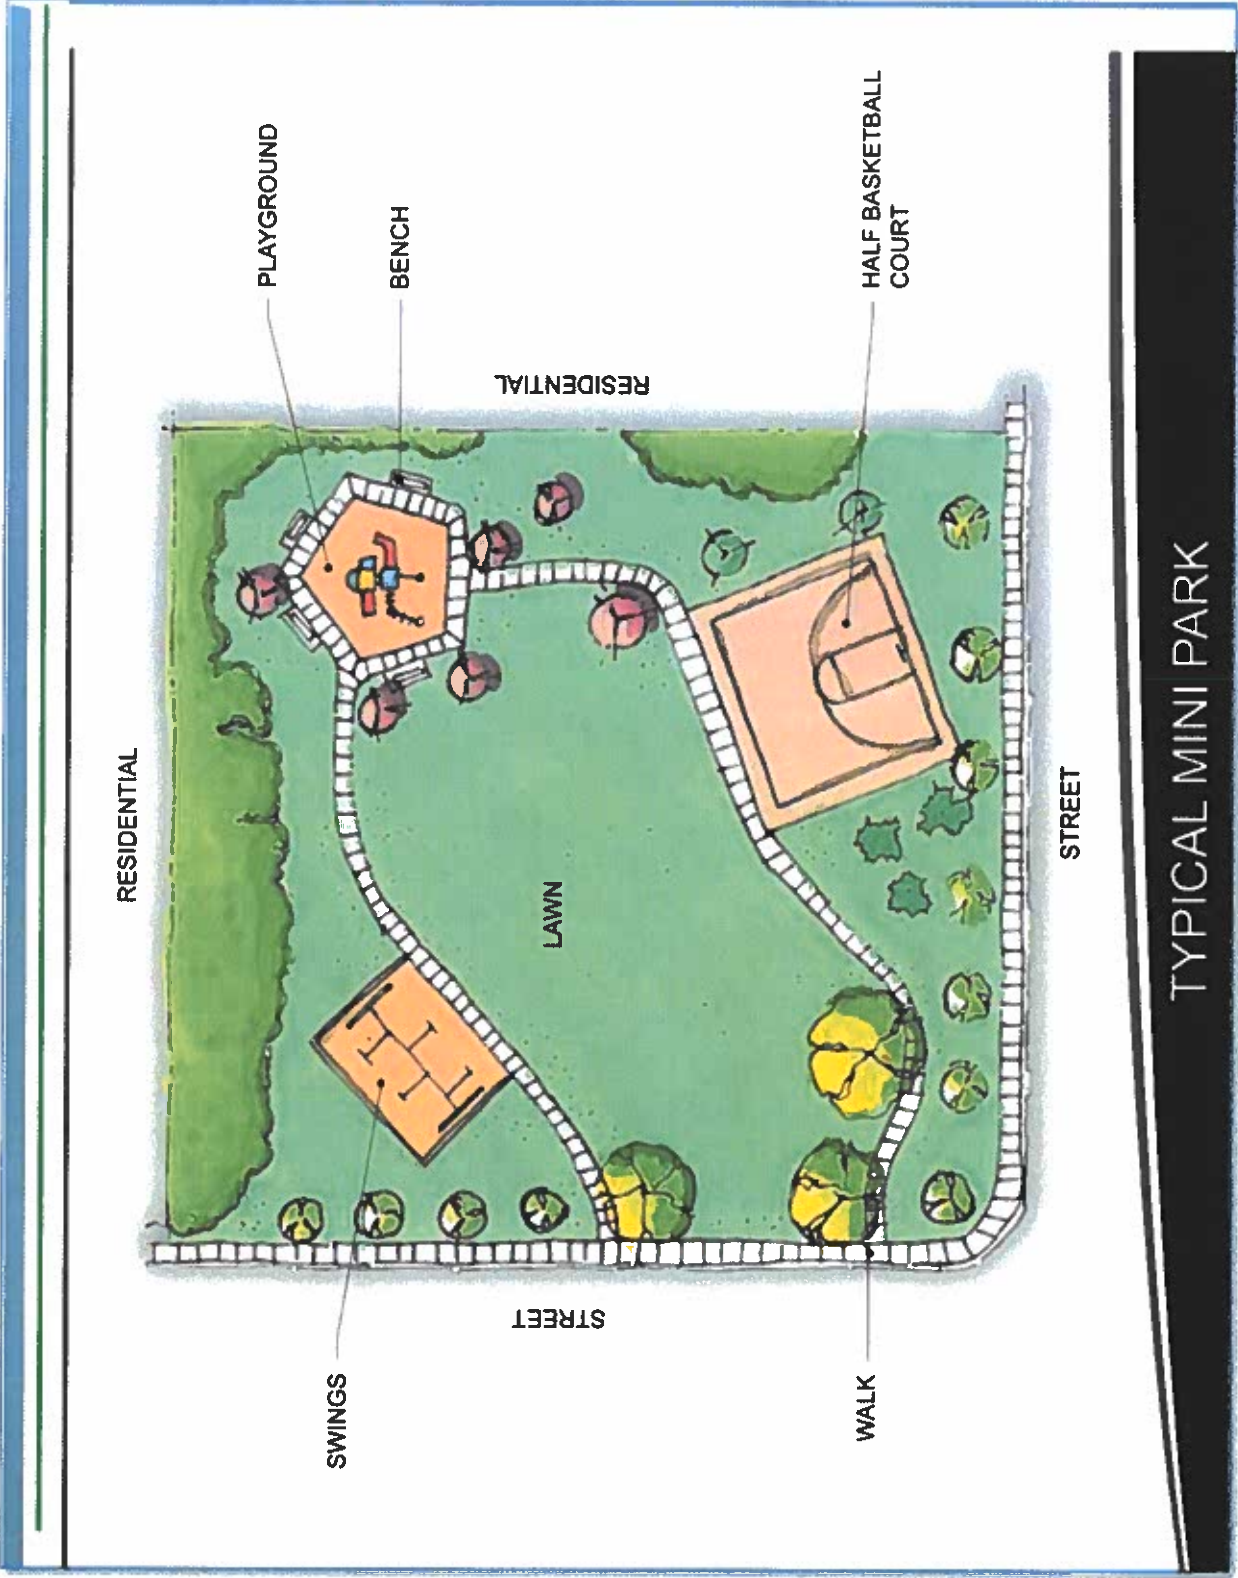 RESIDENTIAL
PLAYGROUND
BENCH
RESIDENTIAL
SWINGS
LAWN
STREET
HALF BASKETBALL
COURT
WALK
STREET
TYPICAL MINI PARK